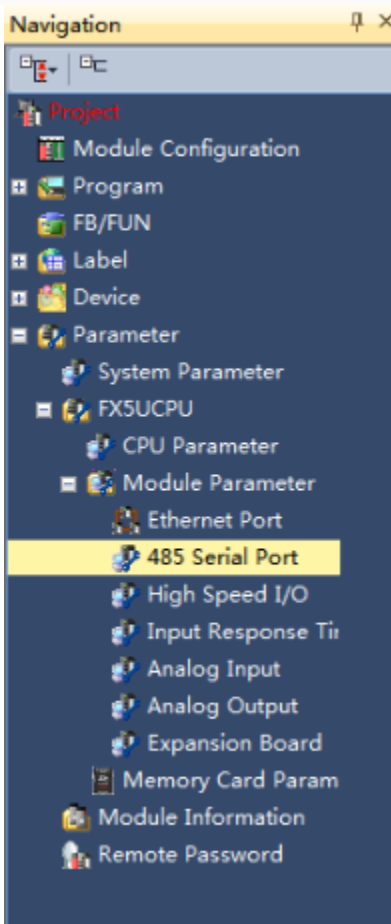 Navigation
Project
Module Configuration
Program
FB/FUN
Label
Device
Parameter
System Parameter
FX5UCPU
CPU Parameter
Module Parameter
Ethernet Port
485 Serial Port
High Speed I/O
Input Response Tir
Analog Input
Analog Output
Expansion Board
Memory Card Param
Module Information
Remote Password